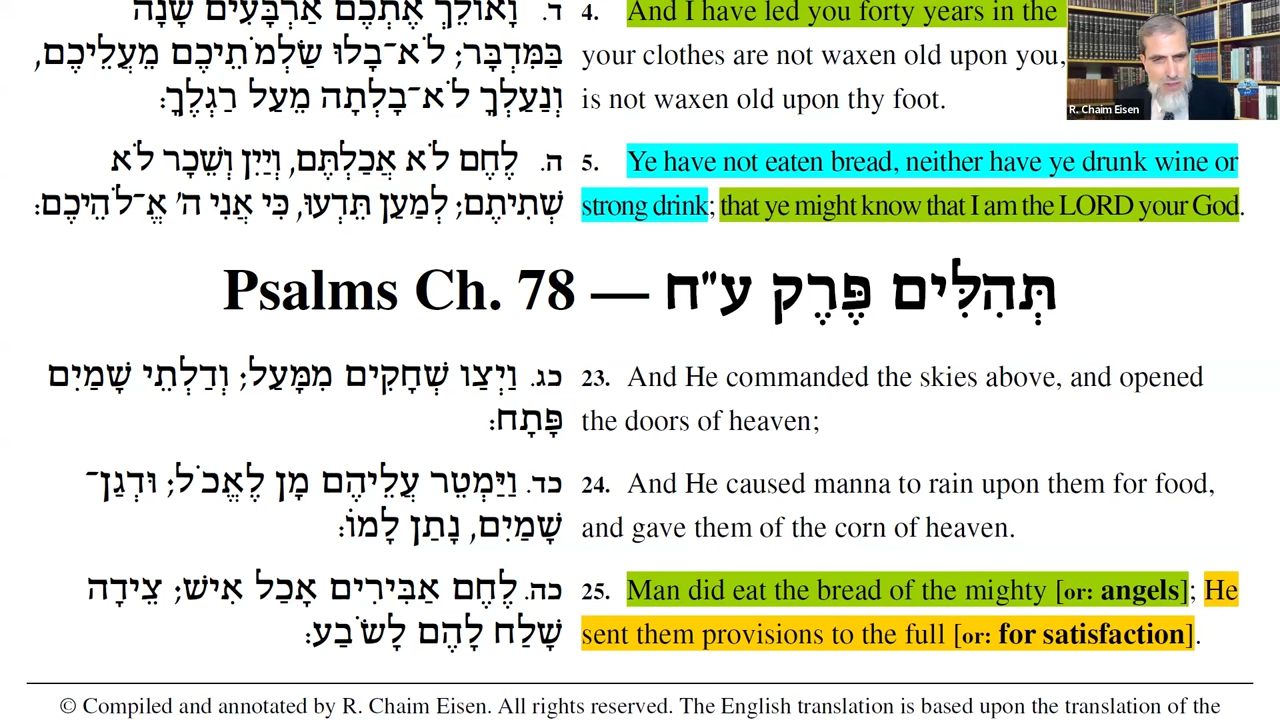 ד. וָאוֹלֵךְ אֶתְכֶם אַרְבָּעִים שָׁנָה
בַּמִּדְבָּר; לֹא־בָלוּ שַׂלְמֹתֵיכֶם מֵעֲלֵיכֶם,
וְנַעַלְךָ לֹא־בָלְתָה מֵעַל רַגְלֶךָ:
4. And I have led you forty years in the
your clothes are not waxen old upon you,
is not waxen old upon thy foot.
R. Chaim Eisen
ה. לֶחֶם לֹא אֲכַלְתֶּם, וְיַיִן וְשֵׁכָר לֹא
שְׁתִיתֶם; לְמַעַן תֵּדְעוּ, כִּי אֲנִי ה' אֱ־לֹהֵיכֶם:
5. Ye have not eaten bread, neither have ye drunk wine or
strong drink; that ye might know that I am the LORD your God.
Psalms Ch. 78 — תְּהִלִּים פֶּרֶק ע"ח
כג. וַיְצַו שְׁחָקִים מִמָּעַל; וְדַלְתֵי שָׁמַיִם
פָּתָח:
23. And He commanded the skies above, and opened
the doors of heaven;
כד. וַיַּמְטֵר עֲלֵיהֶם מָן לֶאֱכֹל; וּדְגַן־
שָׁמַיִם, נָתַן לָמוֹ:
24. And He caused manna to rain upon them for food,
and gave them of the corn of heaven.
כה. לֶחֶם אַבִּירִים אָכַל אִישׁ; צֵידָה
שָׁלַח לָהֶם לָשֹׂבַע:
25. Man did eat the bread of the mighty [or: angels]; He
sent them provisions to the full [or: for satisfaction].
© Compiled and annotated by R. Chaim Eisen. All rights reserved. The English translation is based upon the translation of the